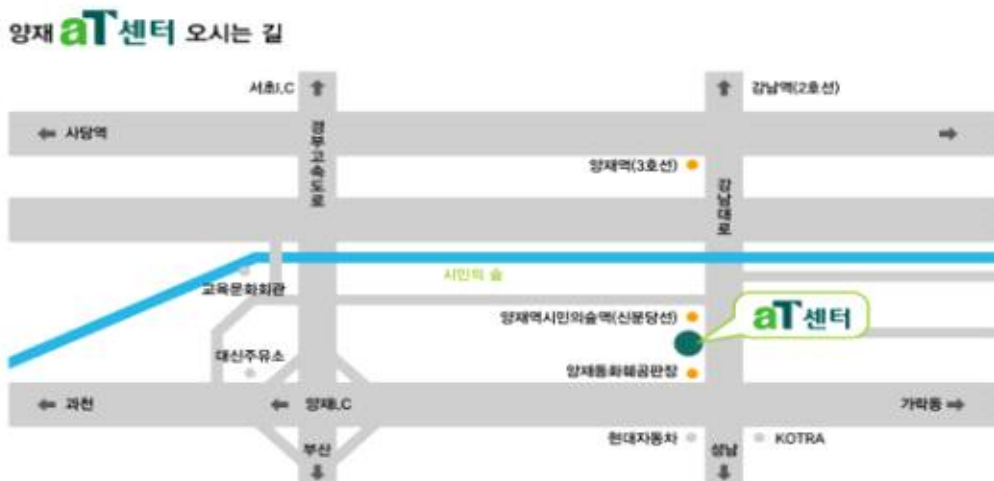 양재 aT센터 오시는 길
서초I.C
강남역(2호선)
사당역
경부고속도로
양재역(3호선)
강남대로
시민의 숲
교육문화회관
양재역시민의숲역(신분당선)
aT센터
대신주유소
양재동화훼공판장
과천
양재I.C
가락동
부산
현대자동차
성남
KOTRA